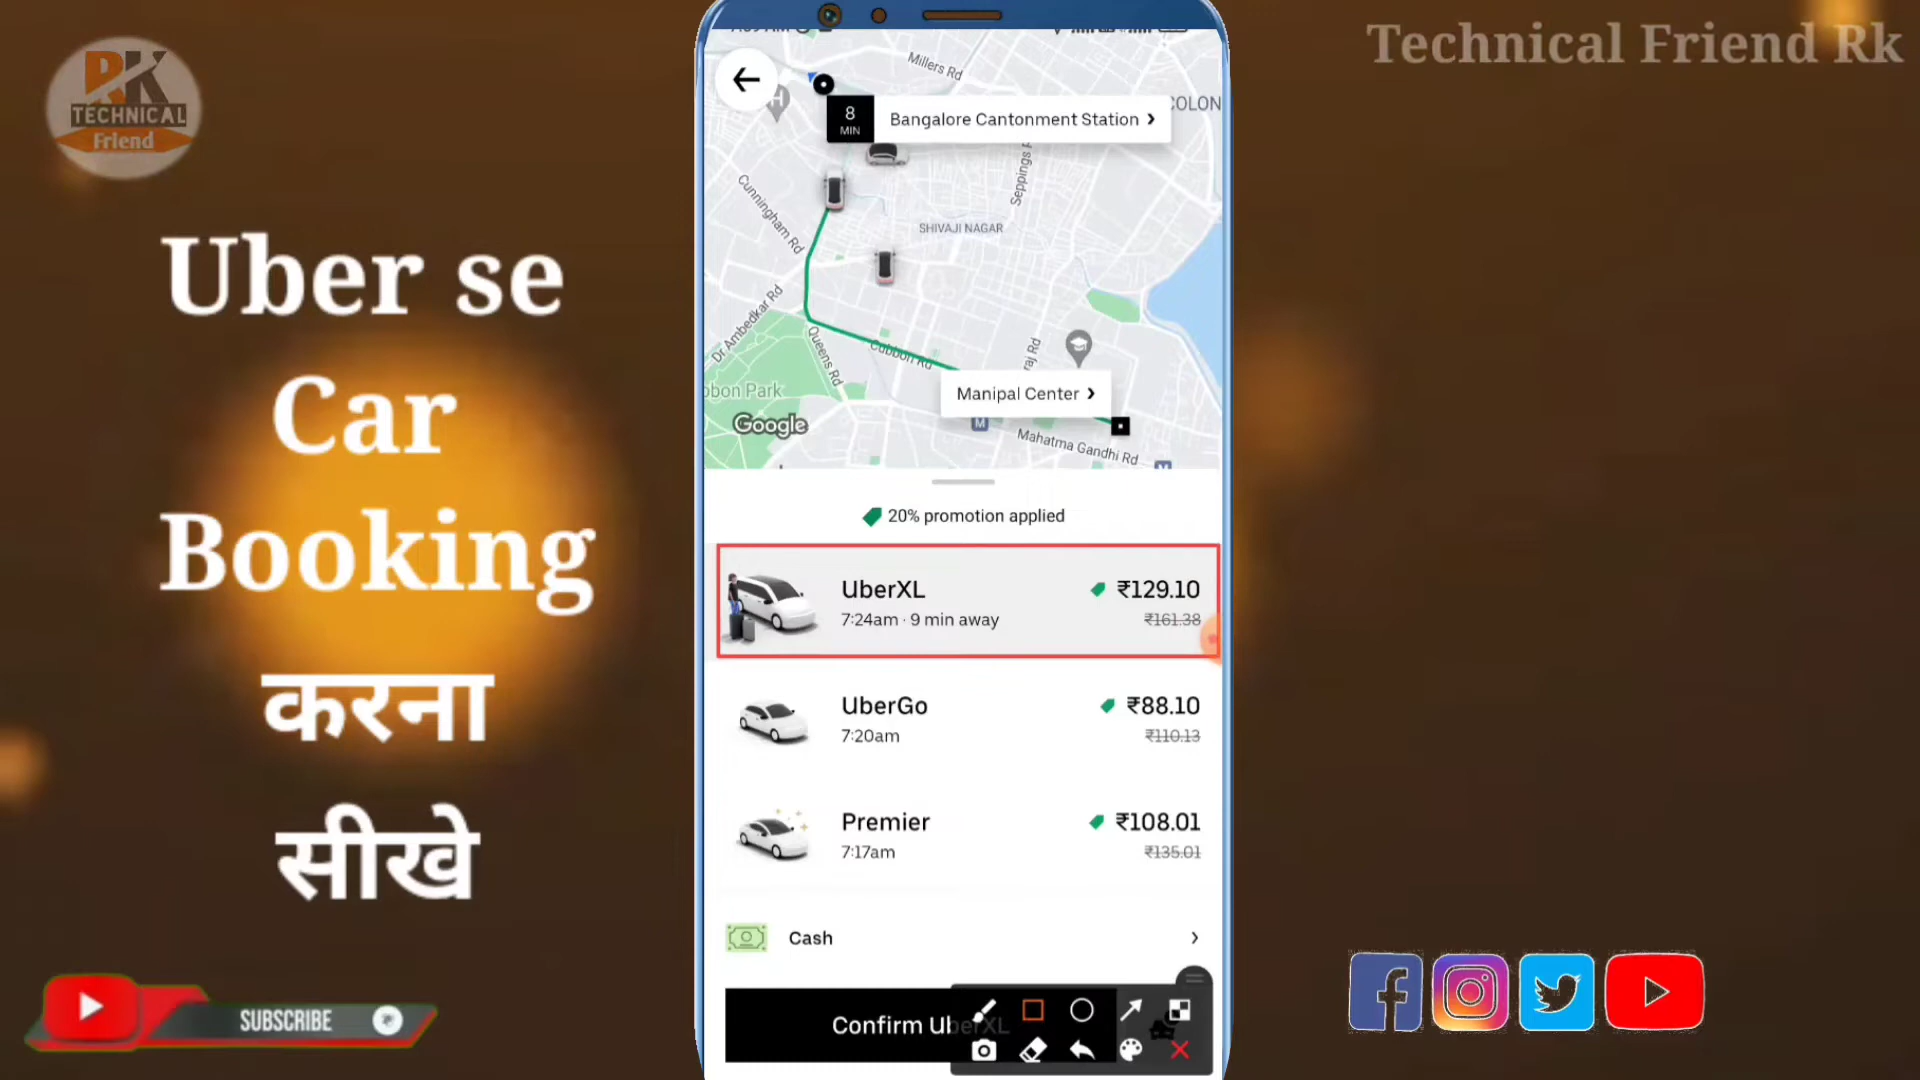 Technical Friend Rk
RK
TECHNICAL
Friend
Uber se
Car
Booking
करना
सीखे
SUBSCRIBE
Millers Rd
COLON
8
MIN
Bangalore Cantonment Station
Cunningham Rd
Seppings
SHIVAJI NAGAR
Dr Ambedkar Rd
Queens Rd
Cubbon Rd
raj Rd
bbon Park
Manipal Center
Google
M
Mahatma Gandhi Rd
20% promotion applied
UberXL
₹129.10
7:24am · 9 min away
₹161.38
UberGo
₹88.10
7:20am
₹110.13
Premier
₹108.01
7:17am
₹135.01
Cash
Confirm UberXL